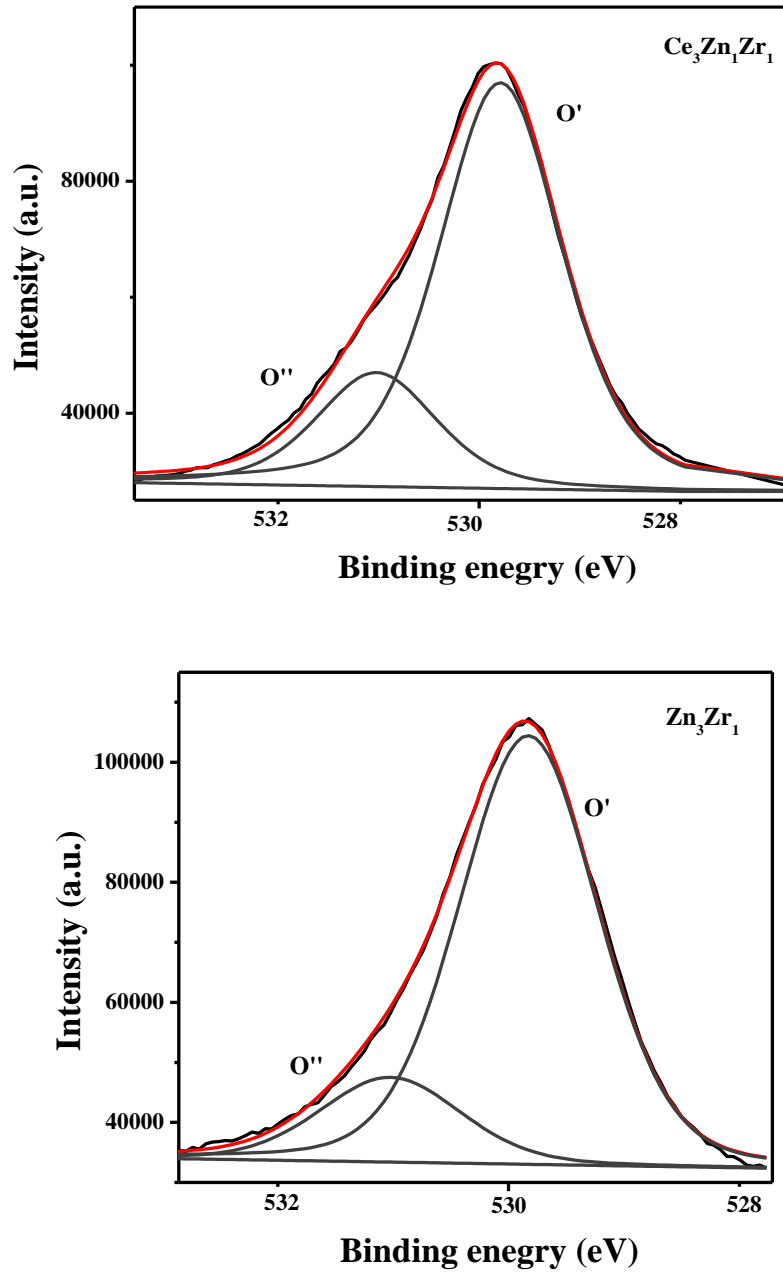 Ce₃Zn₁Zr₁
O'
80000
Intensity (a.u.)
O''
40000
532 530 528
Binding enegry (eV)
Zn₃Zr₁
100000
O'
80000
Intensity (a.u.)
60000
O''
40000
532 530 528
Binding enegry (eV)